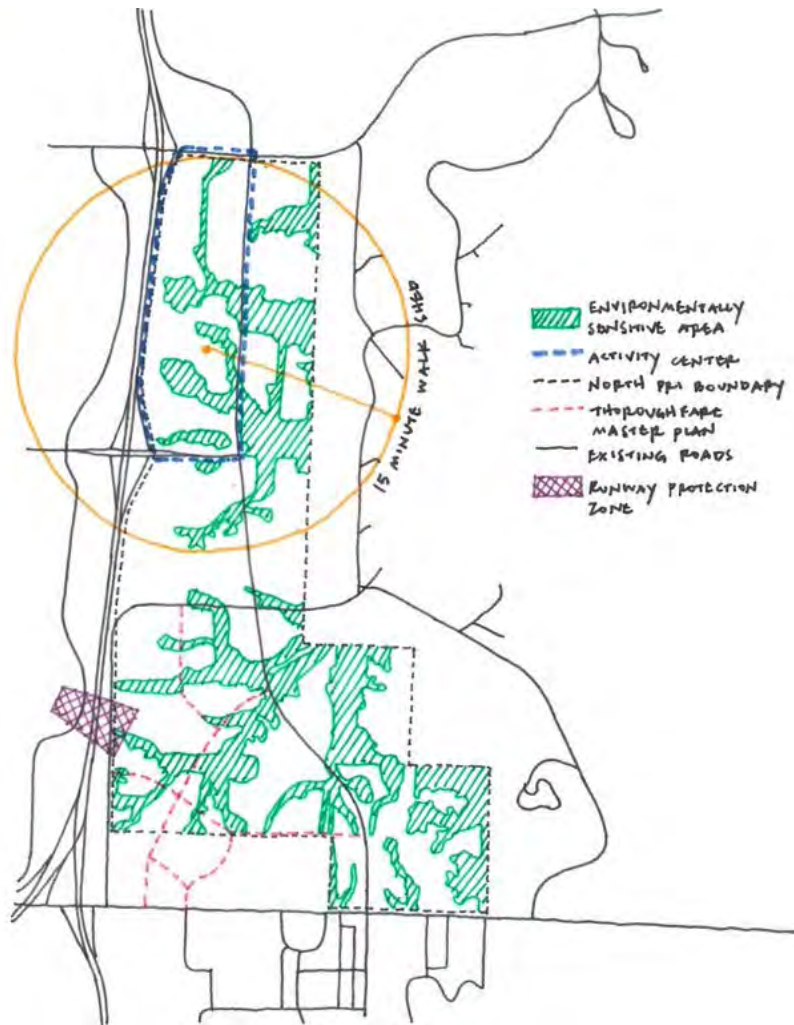 ENVIRONMENTALLY
SENSITIVE AREA
ACTIVITY CENTER
NORTH PRI BOUNDARY
THOROUGHFARE
MASTER PLAN
EXISTING ROADS
RUNWAY PROTECTION
ZONE
15 MINUTE WALK SHED